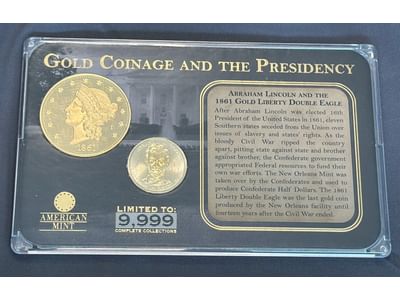 GOLD COINAGE AND THE PRESIDENCY
ABRAHAM LINCOLN AND THE
1861 GOLD LIBERTY DOUBLE EAGLE
After Abraham Lincoln was elected 16th
President of the United States in 1861, eleven
Southern states seceded from the Union over
issues of slavery and states' rights. As the
bloody Civil War ripped the country
apart, pitting state against state and brother
against brother, the Confederate government
appropriated Federal resources to fund their
own war efforts. The New Orleans Mint was
taken over by the Confederates and used to
produce Confederate Half Dollars. The 1861
Liberty Double Eagle was the last gold coin
produced by the New Orleans facility until
fourteen years after the Civil War ended.
1861
AMERICAN
MINT
LIMITED TO:
9,999
COMPLETE COLLECTIONS